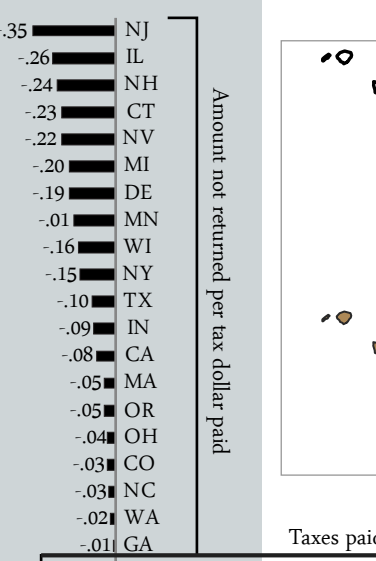 -.35 NJ
-.26 IL
-.24 NH
-.23 CT
-.22 NV
-.20 MI
-.19 DE
-.01 MN
-.16 WI
-.15 NY
-.10 TX
-.09 IN
-.08 CA
-.05 MA
-.05 OR
-.04 OH
-.03 CO
-.03 NC
-.02 WA
-.01 GA
Amount not returned per tax dollar paid
Taxes paid